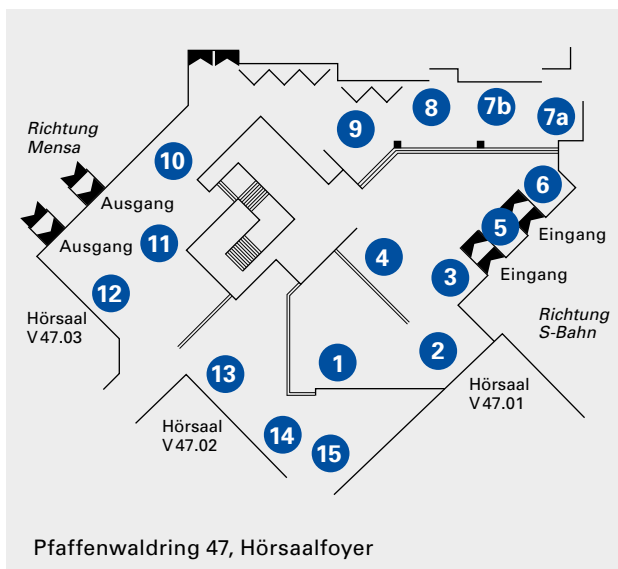 8
7b
7a
9
Richtung
Mensa
10
6
Ausgang
5
Eingang
Ausgang
11
4
3
Eingang
12
Richtung
S-Bahn
Hörsaal
V 47.03
2
1
13
Hörsaal
V 47.01
Hörsaal
V 47.02
14
15
Pfaffenwaldring 47, Hörsaalfoyer